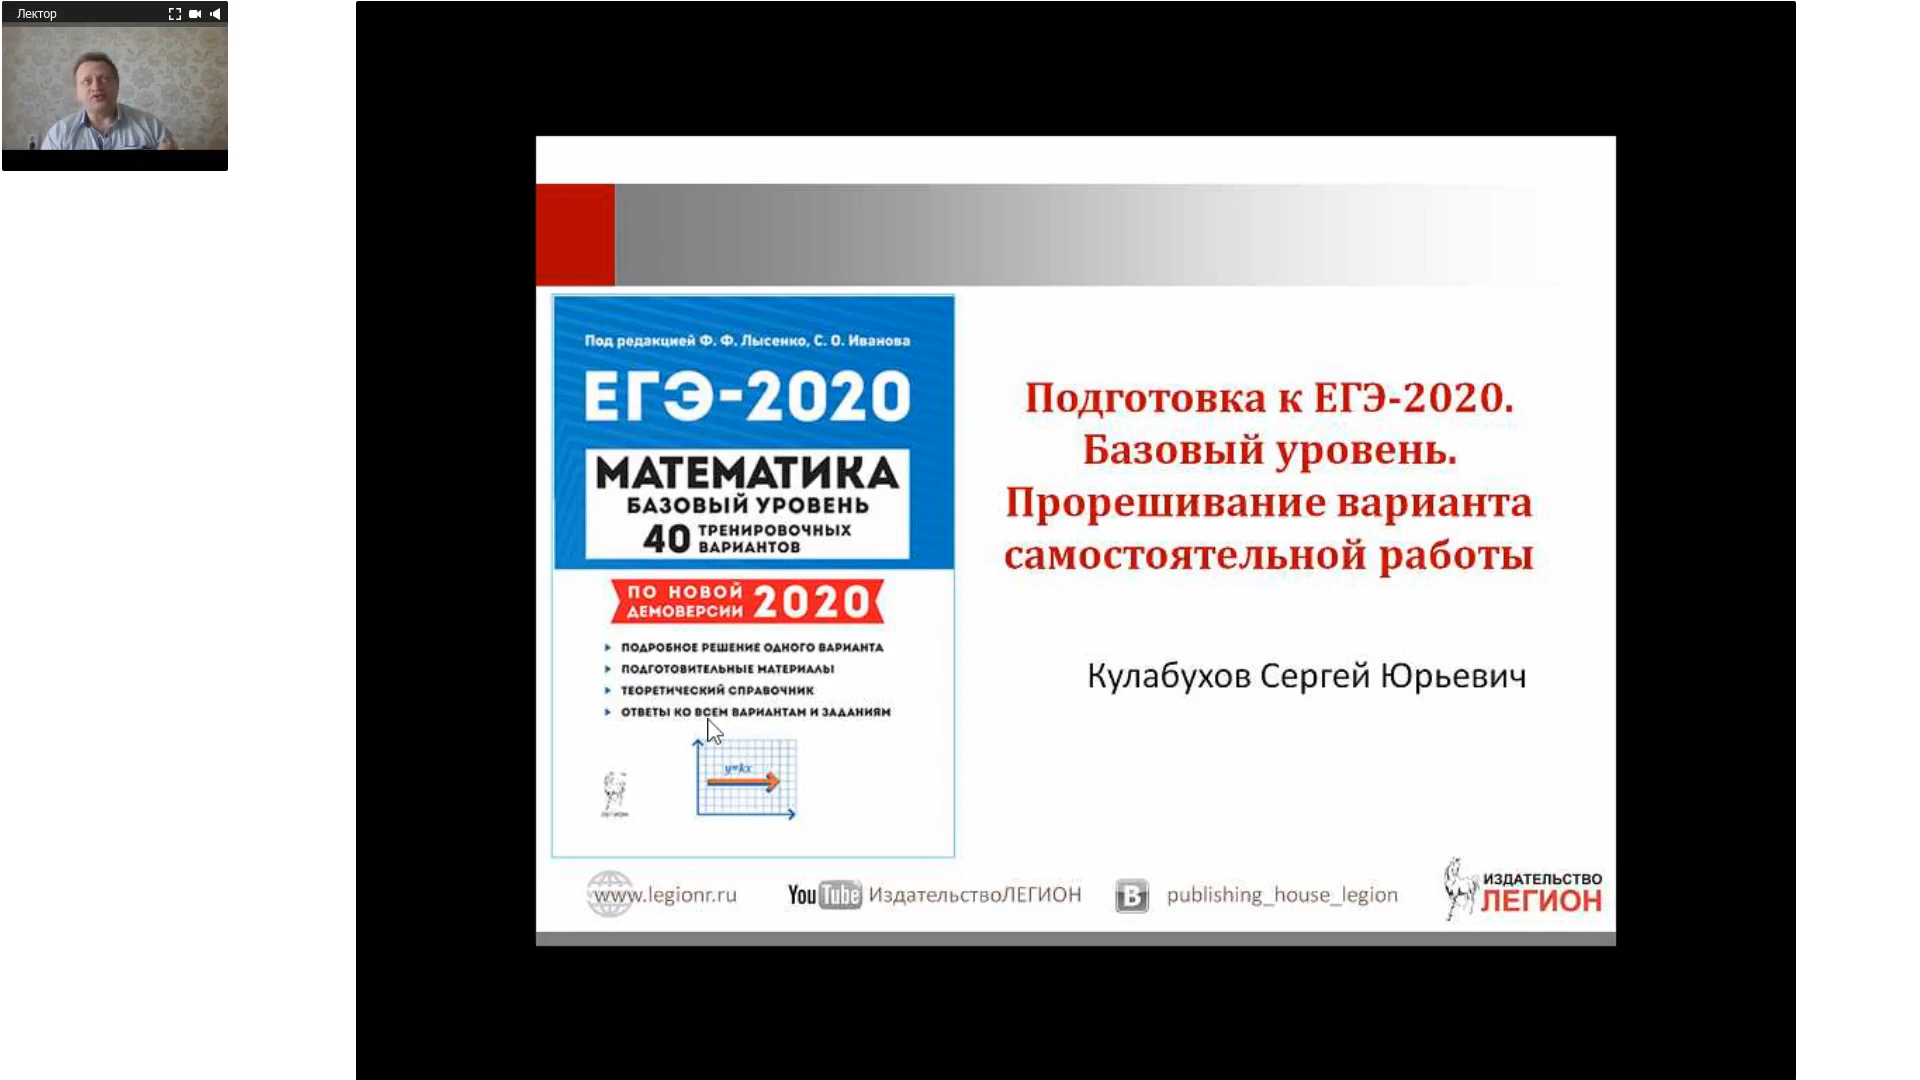 Лектор
Под редакцией Ф. Ф. Лысенко, С. О. Иванова
ЕГЭ-2020
МАТЕМАТИКА
БАЗОВЫЙ УРОВЕНЬ
40 ТРЕНИРОВОЧНЫХ
ВАРИАНТОВ
ПО НОВОЙ
ДЕМОВЕРСИИ 2020
ПОДРОБНОЕ РЕШЕНИЕ ОДНОГО ВАРИАНТА
ПОДГОТОВИТЕЛЬНЫЕ МАТЕРИАЛЫ
ТЕОРЕТИЧЕСКИЙ СПРАВОЧНИК
ОТВЕТЫ КО ВСЕМ ВАРИАНТАМ И ЗАДАНИЯМ
y=kx
ЛЕГИОН
Подготовка к ЕГЭ-2020.
Базовый уровень.
Прорешивание варианта
самостоятельной работы
Кулабухов Сергей Юрьевич
www.legionr.ru
YouTube ИздательствоЛЕГИОН
B publishing_house_legion
ИЗДАТЕЛЬСТВО
ЛЕГИОН